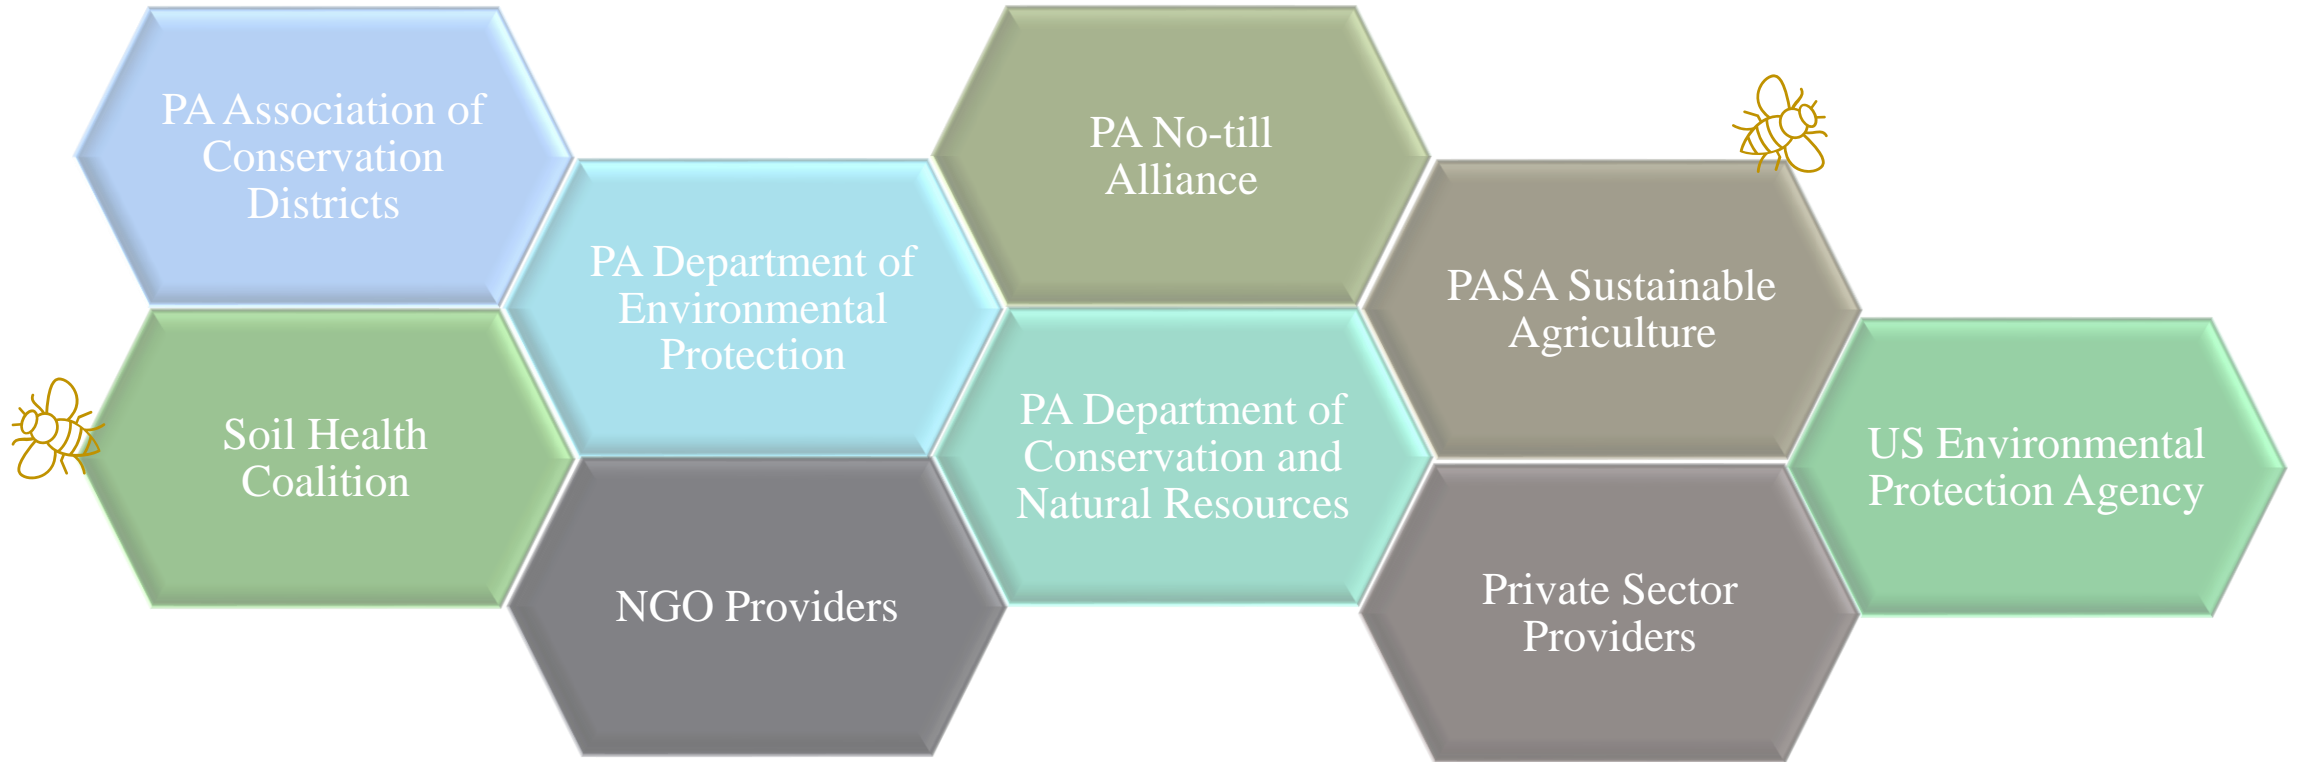 PA Association of
Conservation
Districts
Soil Health
Coalition
PA Department of
Environmental
Protection
NGO Providers
PA No-till
Alliance
PA Department of
Conservation and
Natural Resources
PASA Sustainable
Agriculture
Private Sector
Providers
US Environmental
Protection Agency